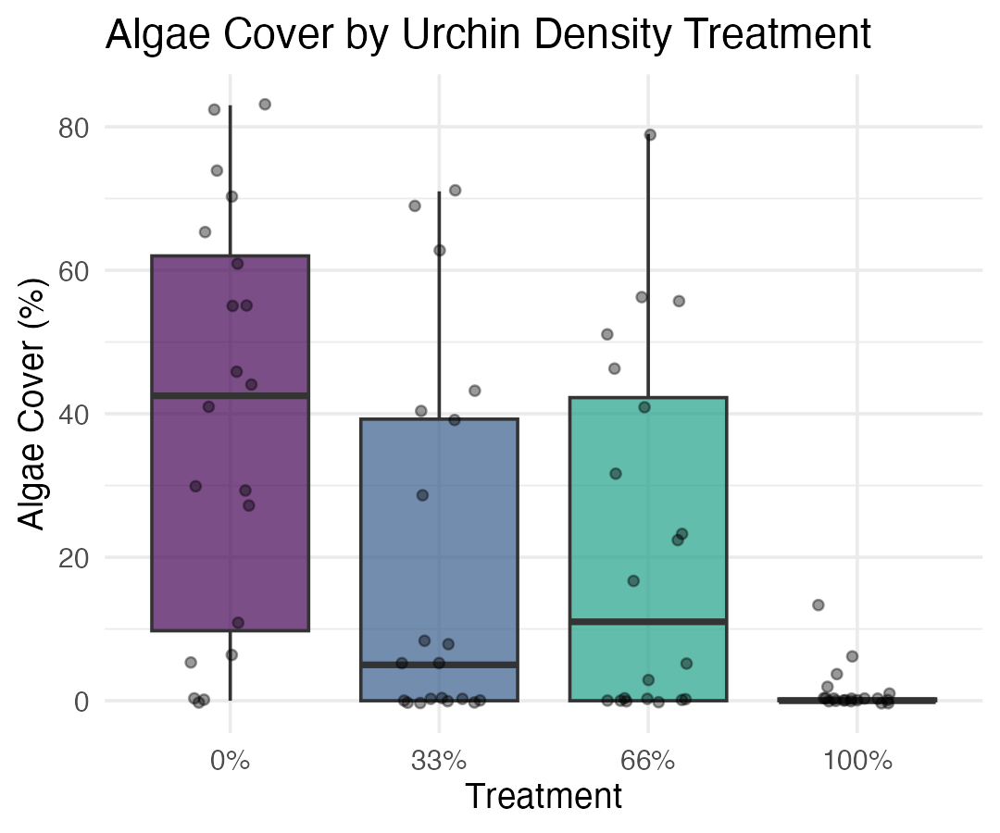 Algae Cover by Urchin Density Treatment
Algae Cover (%)
80
60
40
20
0
0% 33% 66% 100%
Treatment